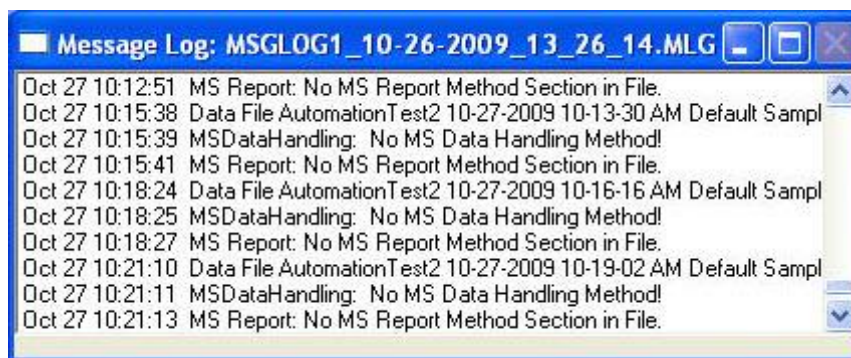 Message Log: MSGLOG1_10-26-2009_13_26_14.MLG
Oct 27 10:12:51 MS Report: No MS Report Method Section in File.
Oct 27 10:15:38 Data File AutomationTest2 10-27-2009 10-13-30 AM Default Sampl
Oct 27 10:15:39 MSDataHandling: No MS Data Handling Method!
Oct 27 10:15:41 MS Report: No MS Report Method Section in File.
Oct 27 10:18:24 Data File AutomationTest2 10-27-2009 10-16-16 AM Default Sampl
Oct 27 10:18:25 MSDataHandling: No MS Data Handling Method!
Oct 27 10:18:27 MS Report: No MS Report Method Section in File.
Oct 27 10:21:10 Data File AutomationTest2 10-27-2009 10-19-02 AM Default Sampl
Oct 27 10:21:11 MSDataHandling: No MS Data Handling Method!
Oct 27 10:21:13 MS Report: No MS Report Method Section in File.